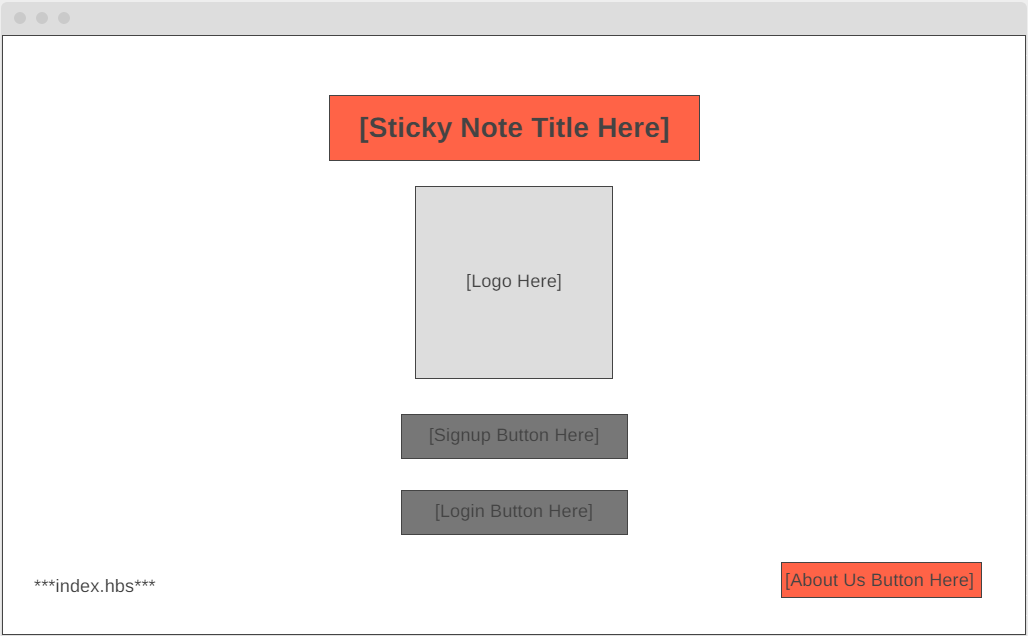 [Sticky Note Title Here]
[Logo Here]
[Signup Button Here]
[Login Button Here]
[About Us Button Here]
***index.hbs***